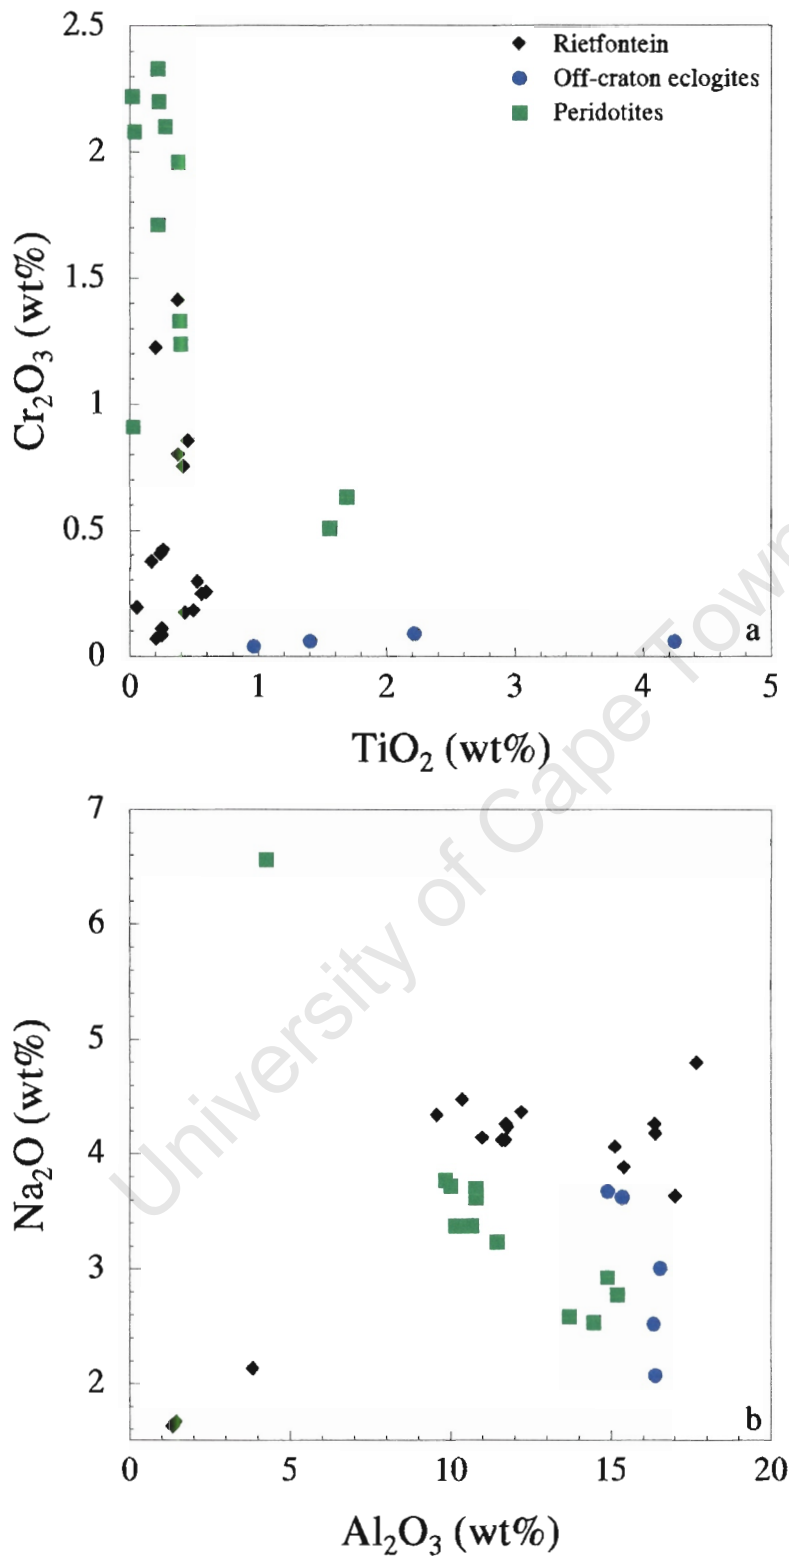 2.5
2
1.5
1
0.5
0
Cr₂O₃ (wt%)
Rietfontein
Off-craton eclogites
Peridotites
a
0 1 2 3 4 5
TiO₂ (wt%)
University of Cape Town
7
6
5
4
3
2
Na₂O (wt%)
b
0 5 10 15 20
Al₂O₃ (wt%)